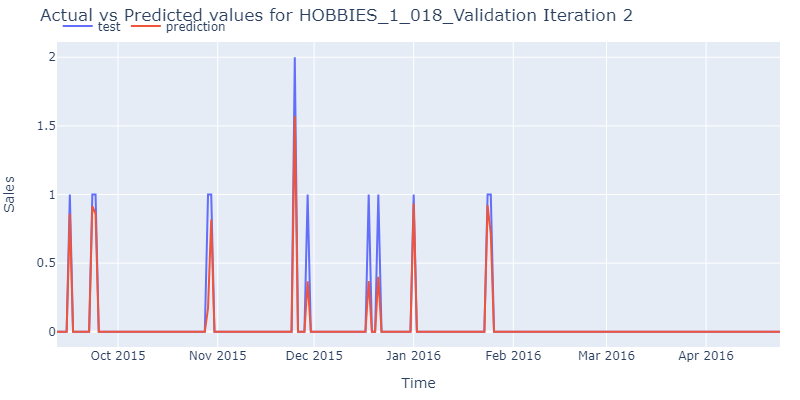 Actual vs Predicted values for HOBBIES_1_018_Validation Iteration 2
test prediction
2
1.5
1
0.5
0
Sales
Oct 2015 Nov 2015 Dec 2015 Jan 2016 Feb 2016 Mar 2016 Apr 2016
Time